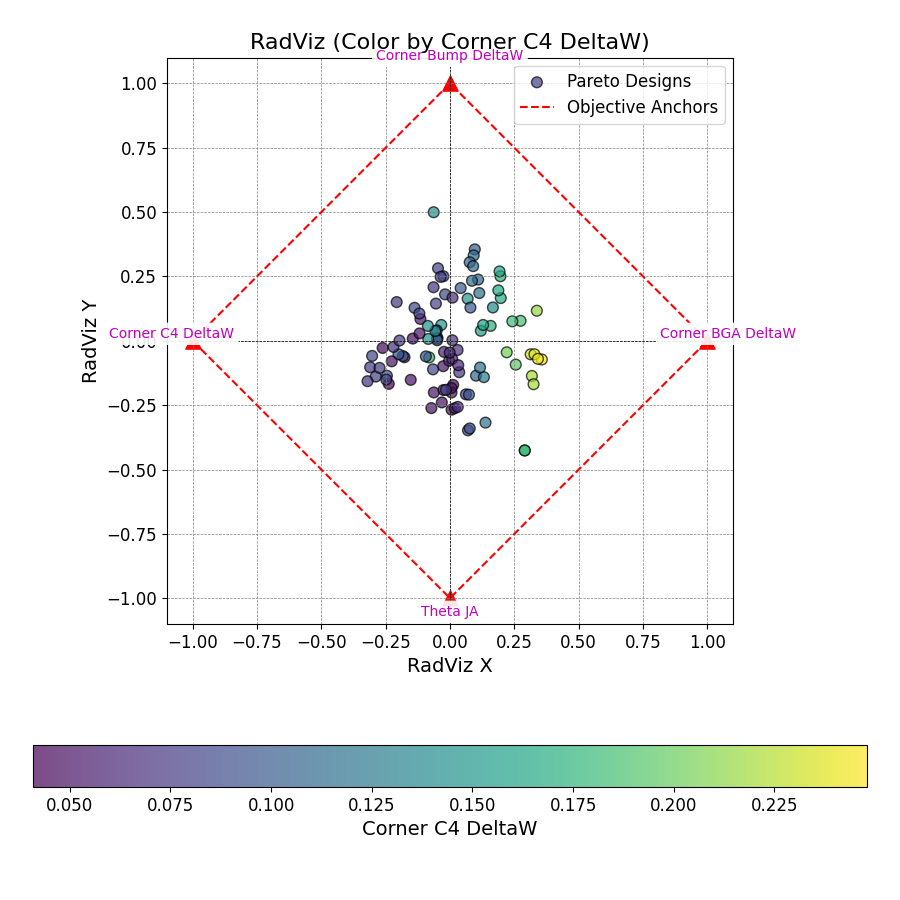 RadViz (Color by Corner C4 DeltaW)
Corner Bump DeltaW
Pareto Designs
Objective Anchors
1.00
0.75
0.50
0.25
Corner C4 DeltaW
Corner BGA DeltaW
RadViz Y
−0.25
−0.50
−0.75
−1.00
Theta JA
−1.00 −0.75 −0.50 −0.25 0.00 0.25 0.50 0.75 1.00
RadViz X
0.050 0.075 0.100 0.125 0.150 0.175 0.200 0.225
Corner C4 DeltaW